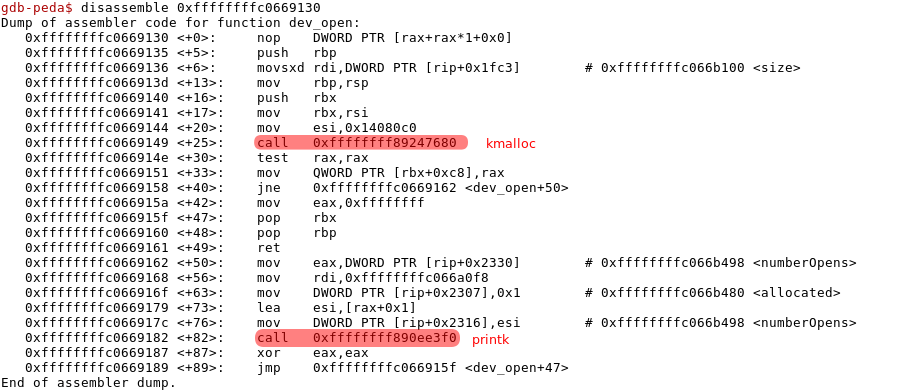 gdb-peda$ disassemble 0xffffffffc0669130
Dump of assembler code for function dev_open:
   0xffffffffc0669130 <+0>:    nop    DWORD PTR [rax+rax*1+0x0]
   0xffffffffc0669135 <+5>:    push   rbp
   0xffffffffc0669136 <+6>:    movsxd rdi,DWORD PTR [rip+0x1fc3]        # 0xffffffffc066b100 <size>
   0xffffffffc066913d <+13>:    mov    rbp,rsp
   0xffffffffc0669140 <+16>:    push   rbx
   0xffffffffc0669141 <+17>:    mov    rbx,rsi
   0xffffffffc0669144 <+20>:    mov    esi,0x14080c0
   0xffffffffc0669149 <+25>:    call   0xffffffff89247680    kmalloc
   0xffffffffc066914e <+30>:    test   rax,rax
   0xffffffffc0669151 <+33>:    mov    QWORD PTR [rbx+0xc8],rax
   0xffffffffc0669158 <+40>:    jne    0xffffffffc0669162 <dev_open+50>
   0xffffffffc066915a <+42>:    mov    eax,0xffffffff
   0xffffffffc066915f <+47>:    pop    rbx
   0xffffffffc0669160 <+48>:    pop    rbp
   0xffffffffc0669161 <+49>:    ret
   0xffffffffc0669162 <+50>:    mov    eax,DWORD PTR [rip+0x2330]        # 0xffffffffc066b498 <numberOpens>
   0xffffffffc0669168 <+56>:    mov    rdi,0xffffffffc066a0f8
   0xffffffffc066916f <+63>:    mov    DWORD PTR [rip+0x2307],0x1        # 0xffffffffc066b480 <allocated>
   0xffffffffc0669179 <+73>:    lea    esi,[rax+0x1]
   0xffffffffc066917c <+76>:    mov    DWORD PTR [rip+0x2316],esi        # 0xffffffffc066b498 <numberOpens>
   0xffffffffc0669182 <+82>:    call   0xffffffff890ee3f0    printk
   0xffffffffc0669187 <+87>:    xor    eax,eax
   0xffffffffc0669189 <+89>:    jmp    0xffffffffc066915f <dev_open+47>
End of assembler dump.